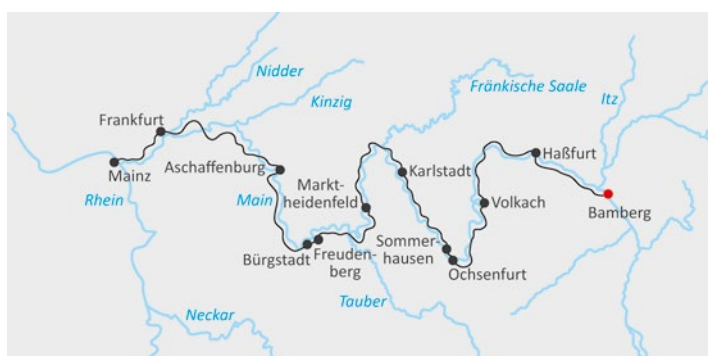 Nidder
Fränkische Saale
Kinzig
Itz
Frankfurt
Haßfurt
Aschaffenburg
Karlstadt
Mainz
Markt-
heidenfeld
Rhein
Main
Volkach
Bamberg
Sommer-
hausen
Bürgstadt
Freuden-
berg
Ochsenfurt
Tauber
Neckar